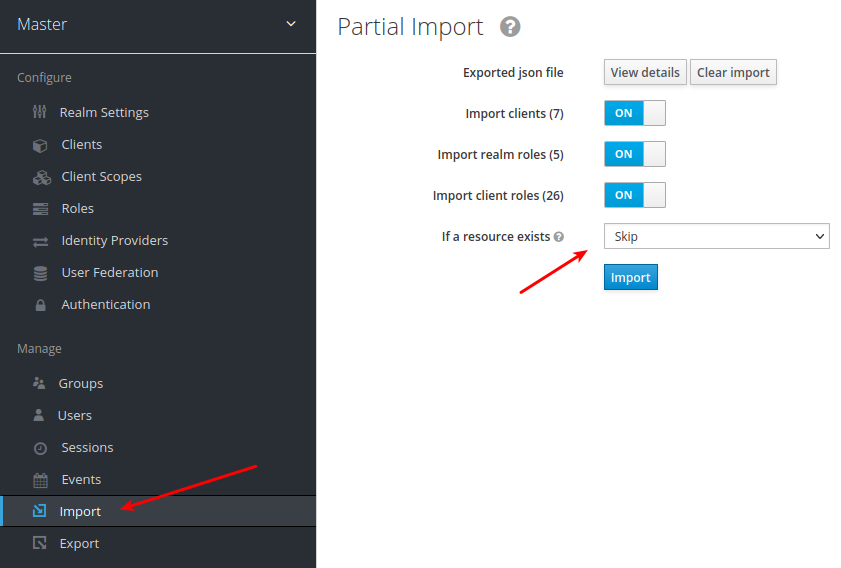 Master
Configure
Realm Settings
Clients
Client Scopes
Roles
Identity Providers
User Federation
Authentication
Manage
Groups
Users
Sessions
Events
Import
Export
Partial Import ?
Exported json file View details Clear import
Import clients (7) ON
Import realm roles (5) ON
Import client roles (26) ON
If a resource exists ? Skip
Import